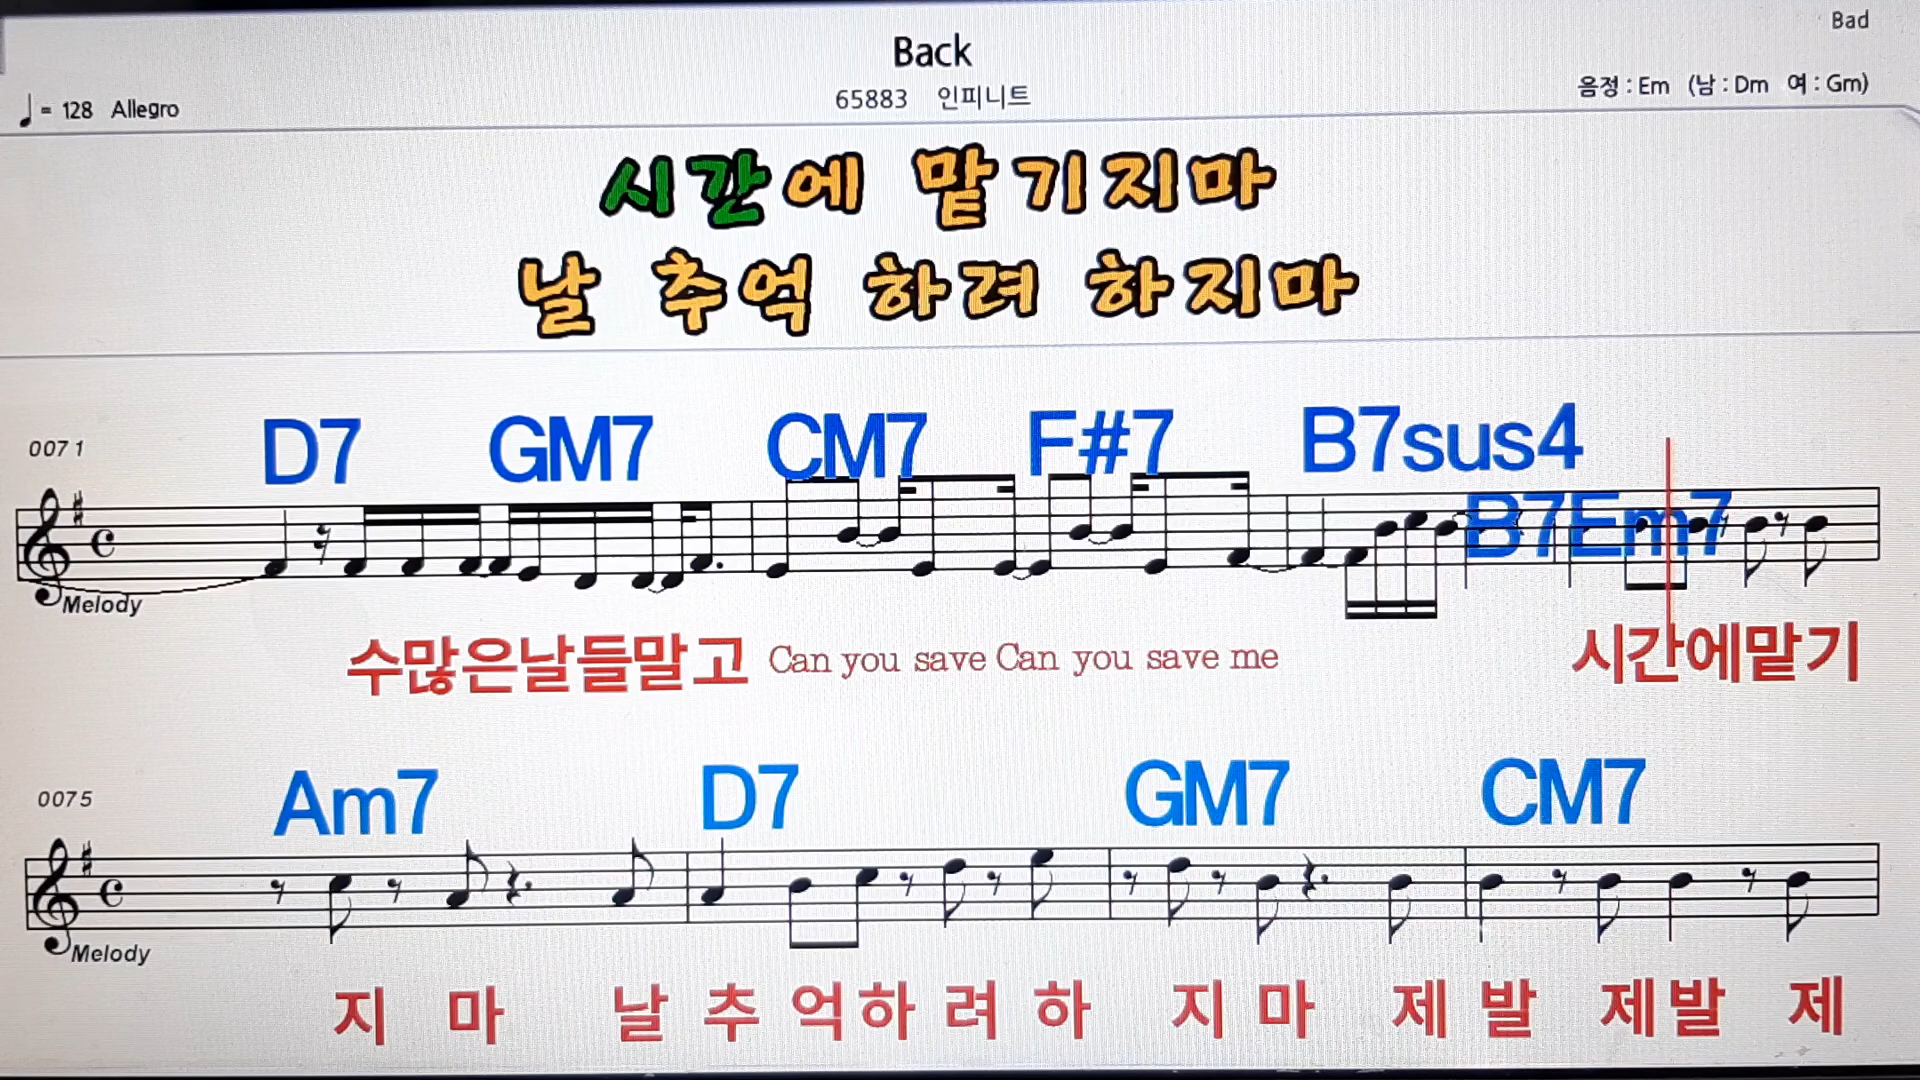 Bad
Back
♩ = 128 Allegro
65883 인피니트
음정 : Em (남 : Dm 여 : Gm)
시간에 맡기지마
날 추억 하려 하지마
0071
D7 GM7 CM7 F#7 B7sus4
B7Em7
Melody
수많은날들말고 Can you save Can you save me 시간에맡기
0075
Am7 D7 GM7 CM7
Melody
지 마 날 추 억하 려 하 지 마 제 발 제발 제